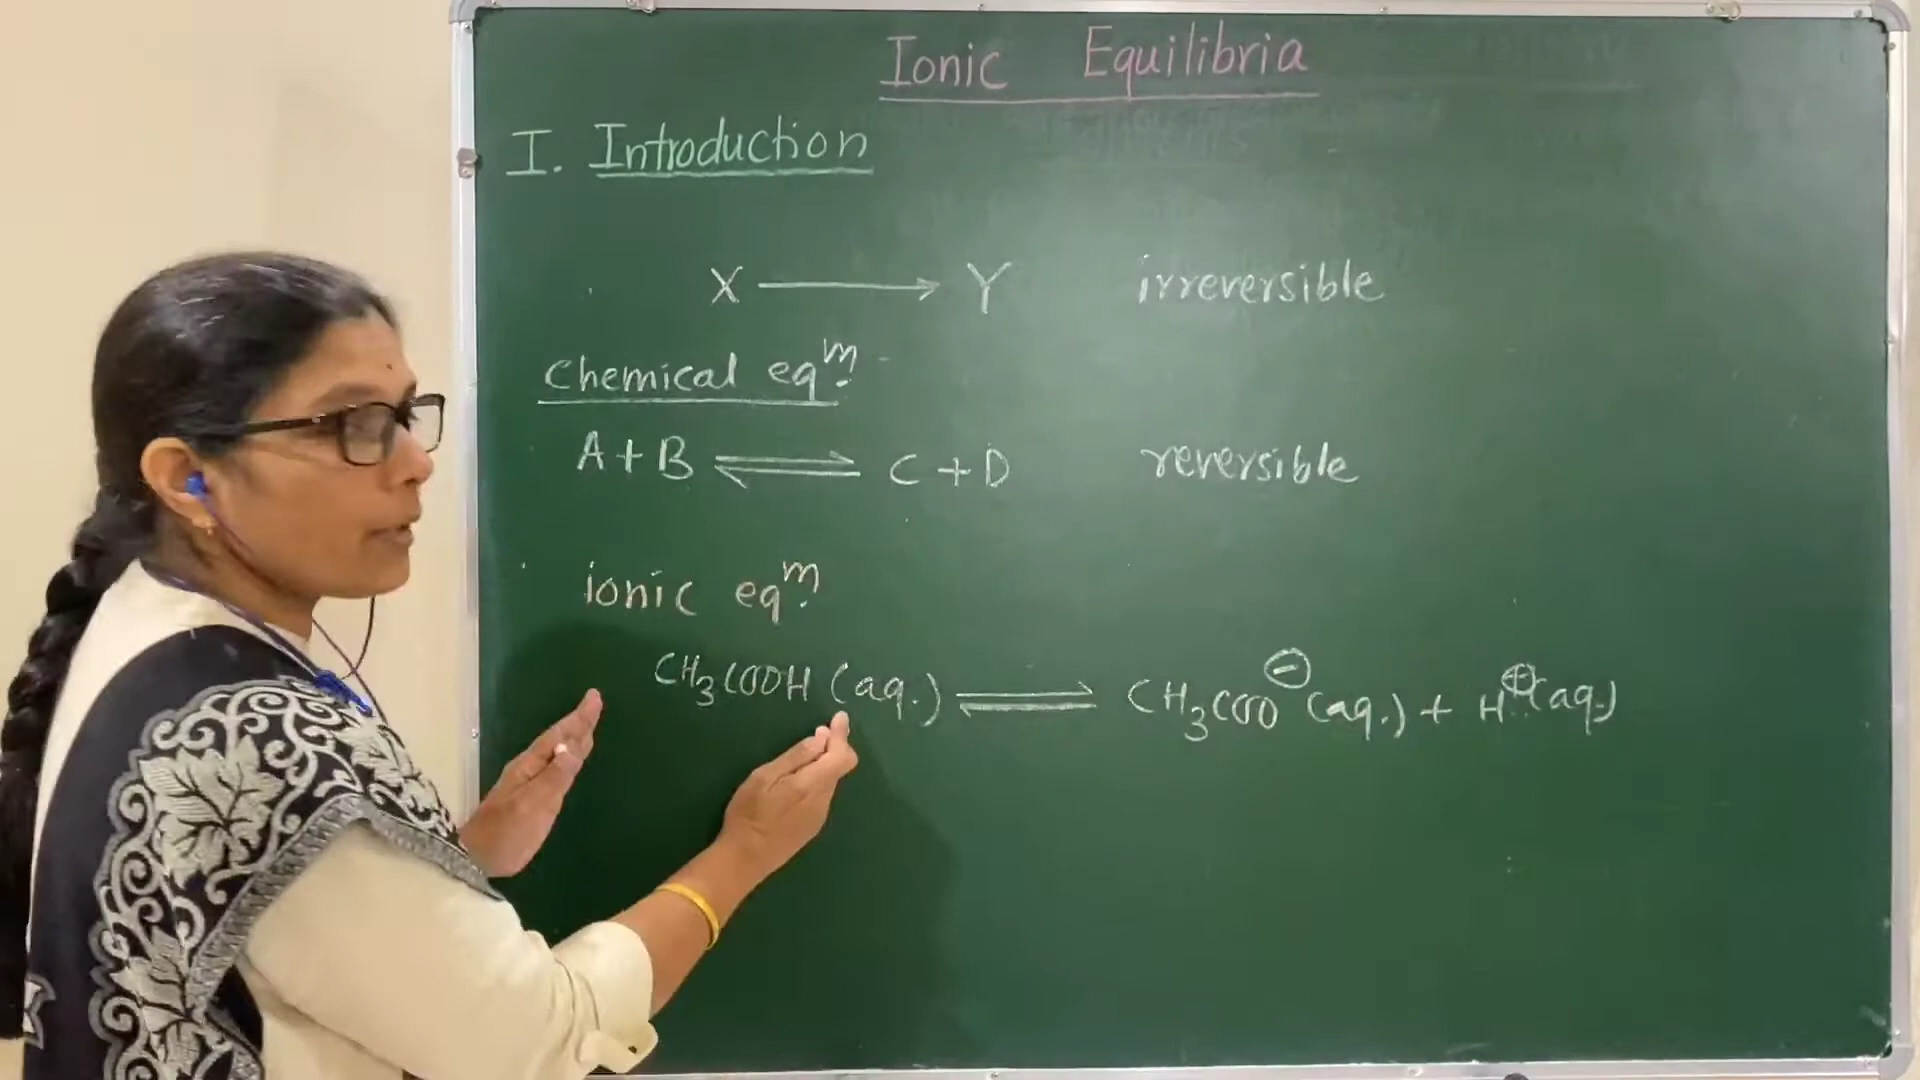 Ionic Equilibria
I. Introduction
X ⟶ Y irreversible
Chemical eqᵐ.
A + B ⇌ C + D reversible
ionic eqᵐ.
CH₃COOH (aq.) ⇌ CH₃COO⊖ (aq.) + H⊕ (aq.)